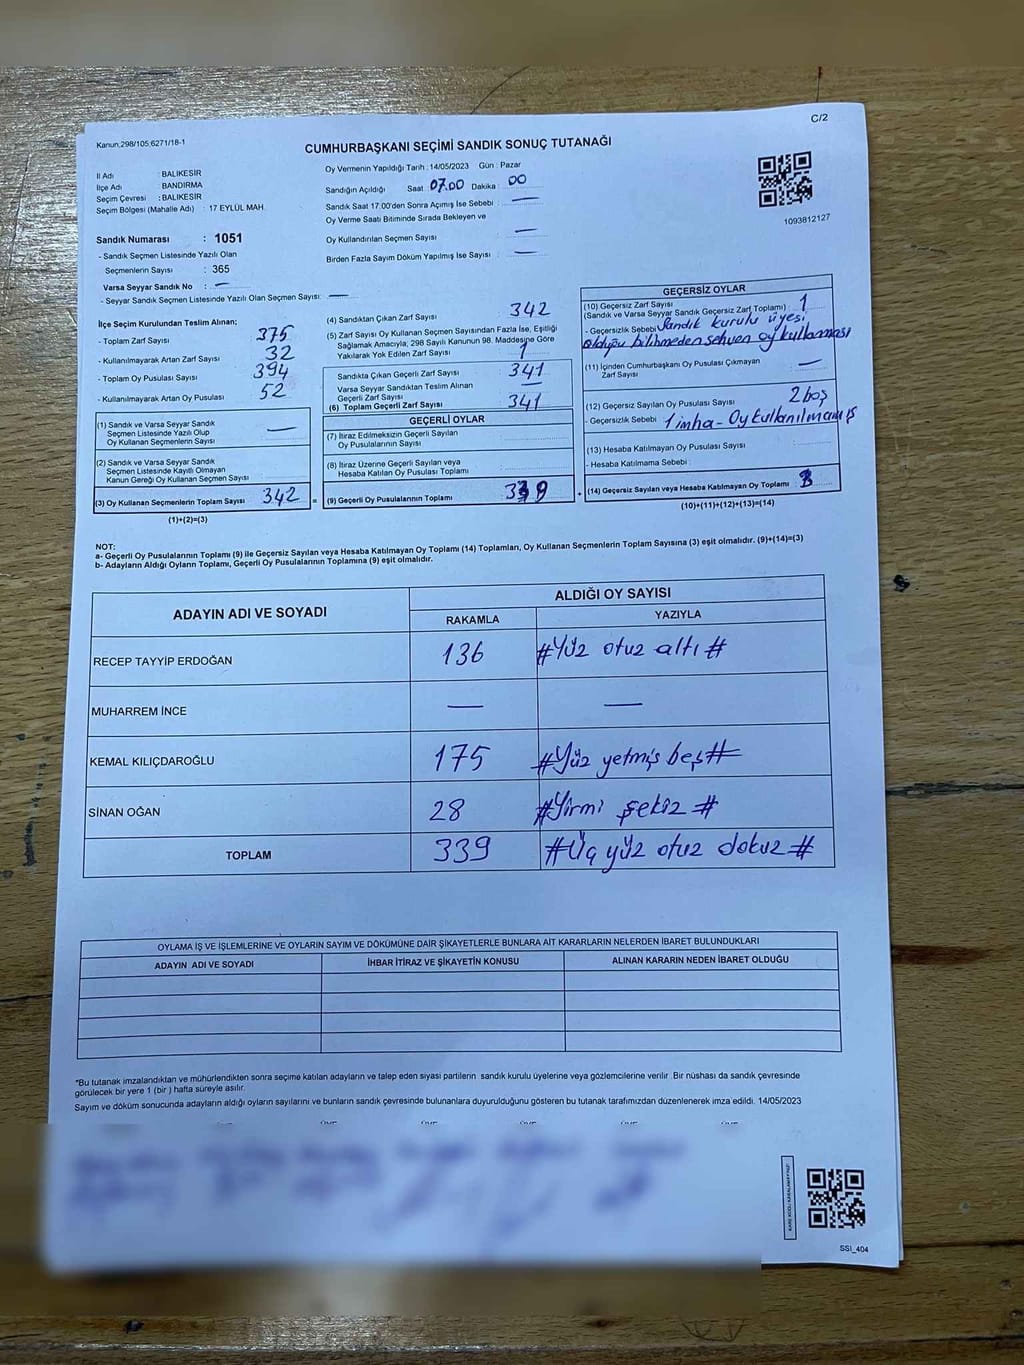 C/2
Kanun;298/105;6271/18-1
CUMHURBAŞKANI SEÇİMİ SANDIK SONUÇ TUTANAĞI
İl Adı : BALIKESİR
İlçe Adı : BANDIRMA
Seçim Çevresi : BALIKESİR
Seçim Bölgesi (Mahalle Adı) : 17 EYLÜL MAH.
Sandık Numarası : 1051
- Sandık Seçmen Listesinde Yazılı Olan
Seçmenlerin Sayısı : 365
Varsa Seyyar Sandık No : —
- Seyyar Sandık Seçmen Listesinde Yazılı Olan Seçmen Sayısı: —
Oy Vermenin Yapıldığı Tarih : 14/05/2023 Gün : Pazar
Sandığın Açıldığı Saat 07.00 Dakika : 00
Sandık Saat 17.00'den Sonra Açımış İse Sebebi : —
Oy Verme Saati Bitiminde Sırada Bekleyen ve
Oy Kullandırılan Seçmen Sayısı : —
Birden Fazla Sayım Döküm Yapılmış İse Sayısı : —
1093812127
İlçe Seçim Kurulundan Teslim Alınan;
- Toplam Zarf Sayısı : 375
- Kullanılmayarak Artan Zarf Sayısı : 32
- Toplam Oy Pusulası Sayısı : 394
- Kullanılmayarak Artan Oy Pusulası : 52
(1) Sandık ve Varsa Seyyar Sandık
Seçmen Listesinde Yazılı Olup
Oy Kullanan Seçmenlerin Sayısı : —
(2) Sandık ve Varsa Seyyar Sandık
Seçmen Listesinde Kayıtlı Olmayan
Kanun Gereği Oy Kullanan Seçmen Sayısı :
(3) Oy Kullanan Seçmenlerin Toplam Sayısı : 342
(1)+(2)=(3)
(4) Sandıktan Çıkan Zarf Sayısı : 342
(5) Zarf Sayısı Oy Kullanan Seçmen Sayısından Fazla İse, Eşitliği
Sağlamak Amacıyla; 298 Sayılı Kanunun 98. Maddesine Göre
Yakılarak Yok Edilen Zarf Sayısı : 1
Sandıkta Çıkan Geçerli Zarf Sayısı : 341
Varsa Seyyar Sandıktan Teslim Alınan
Geçerli Zarf Sayısı : —
(6) Toplam Geçerli Zarf Sayısı : 341
GEÇERLİ OYLAR
(7) İtiraz Edilmeksizin Geçerli Sayılan
Oy Pusulalarının Sayısı :
(8) İtiraz Üzerine Geçerli Sayılan veya
Hesaba Katılan Oy Pusulası Toplamı :
= (9) Geçerli Oy Pusulalarının Toplamı : 339
GEÇERSİZ OYLAR
(10) Geçersiz Zarf Sayısı
(Sandık ve Varsa Seyyar Sandık Geçersiz Zarf Toplamı) : 1
- Geçersizlik Sebebi : Sandık kurulu üyesi
olduğu bilinmeden sehven oy kullanması
(11) İçinden Cumhurbaşkanı Oy Pusulası Çıkmayan
Zarf Sayısı : —
(12) Geçersiz Sayılan Oy Pusulası Sayısı : 2 boş
- Geçersizlik Sebebi : 1 imha - Oy kullanılmamış
(13) Hesaba Katılmayan Oy Pusulası Sayısı :
- Hesaba Katılmama Sebebi :
+ (14) Geçersiz Sayılan veya Hesaba Katılmayan Oy Toplamı : 3
(10)+(11)+(12)+(13)=(14)
NOT:
a- Geçerli Oy Pusulalarının Toplamı (9) ile Geçersiz Sayılan veya Hesaba Katılmayan Oy Toplamı (14) Toplamları, Oy Kullanan Seçmenlerin Toplam Sayısına (3) eşit olmalıdır. (9)+(14)=(3)
b- Adayların Aldığı Oyların Toplamı, Geçerli Oy Pusulalarının Toplamına (9) eşit olmalıdır.
ADAYIN ADI VE SOYADI
ALDIĞI OY SAYISI
RAKAMLA YAZIYLA
RECEP TAYYİP ERDOĞAN 136 #Yüz otuz altı#
MUHARREM İNCE — —
KEMAL KILIÇDAROĞLU 175 #Yüz yetmiş beş#
SİNAN OĞAN 28 #Yirmi şekiz #
TOPLAM 339 #Üç yüz otuz dokuz #
OYLAMA İŞ VE İŞLEMLERİNE VE OYLARIN SAYIM VE DÖKÜMÜNE DAİR ŞİKAYETLERLE BUNLARA AİT KARARLARIN NELERDEN İBARET BULUNDUKLARI
ADAYIN ADI VE SOYADI İHBAR İTİRAZ VE ŞİKAYETİN KONUSU ALINAN KARARIN NEDEN İBARET OLDUĞU
*Bu tutanak imzalandıktan ve mühürlendikten sonra seçime katılan adayların ve talep eden siyasi partilerin sandık kurulu üyelerine veya gözlemcilerine verilir. Bir nüshası da sandık çevresinde
görülecek bir yere 1 (bir ) hafta süreyle asılır.
Sayım ve döküm sonucunda adayların aldığı oyların sayılarını ve bunların sandık çevresinde bulunanlara duyurulduğunu gösteren bu tutanak tarafımızdan düzenlenerek imza edildi. 14/05/2023
SSI_404